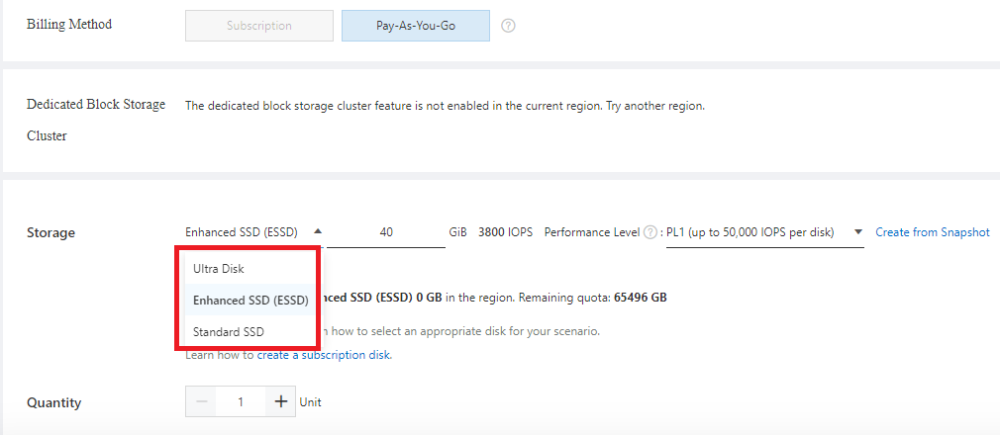 Billing Method Subscription Pay-As-You-Go ?
Dedicated Block Storage The dedicated block storage cluster feature is not enabled in the current region. Try another region.
Cluster
Storage Enhanced SSD (ESSD) 40 GiB 3800 IOPS Performance Level ? : PL1 (up to 50,000 IOPS per disk) Create from Snapshot
Ultra Disk
Enhanced SSD (ESSD) SSD (ESSD) 0 GB in the region. Remaining quota: 65496 GB
Standard SSD how to select an appropriate disk for your scenario.
Learn how to create a subscription disk.
Quantity − 1 + Unit